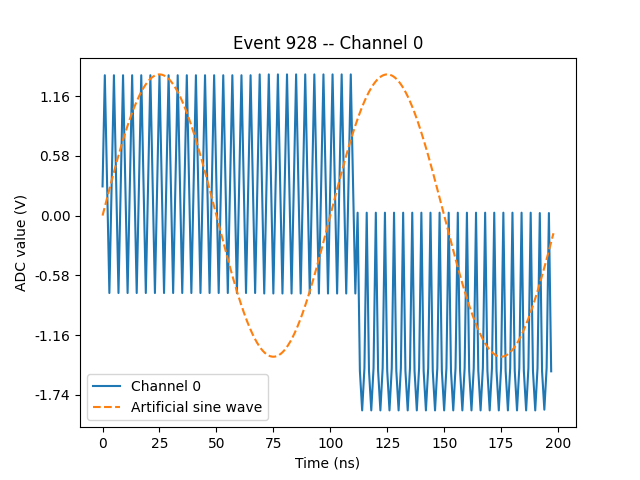 Event 928 -- Channel 0
1.16
0.58
0.00
-0.58
-1.16
-1.74
ADC value (V)
Channel 0
Artificial sine wave
0 25 50 75 100 125 150 175 200
Time (ns)